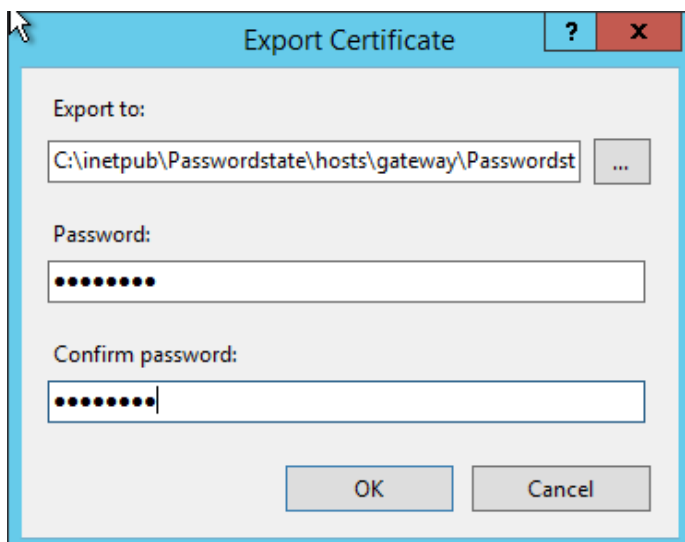 Export Certificate
? x
Export to:
C:\inetpub\Passwordstate\hosts\gateway\Passwordst
...
Password:
●●●●●●●●
Confirm password:
●●●●●●●●
OK Cancel